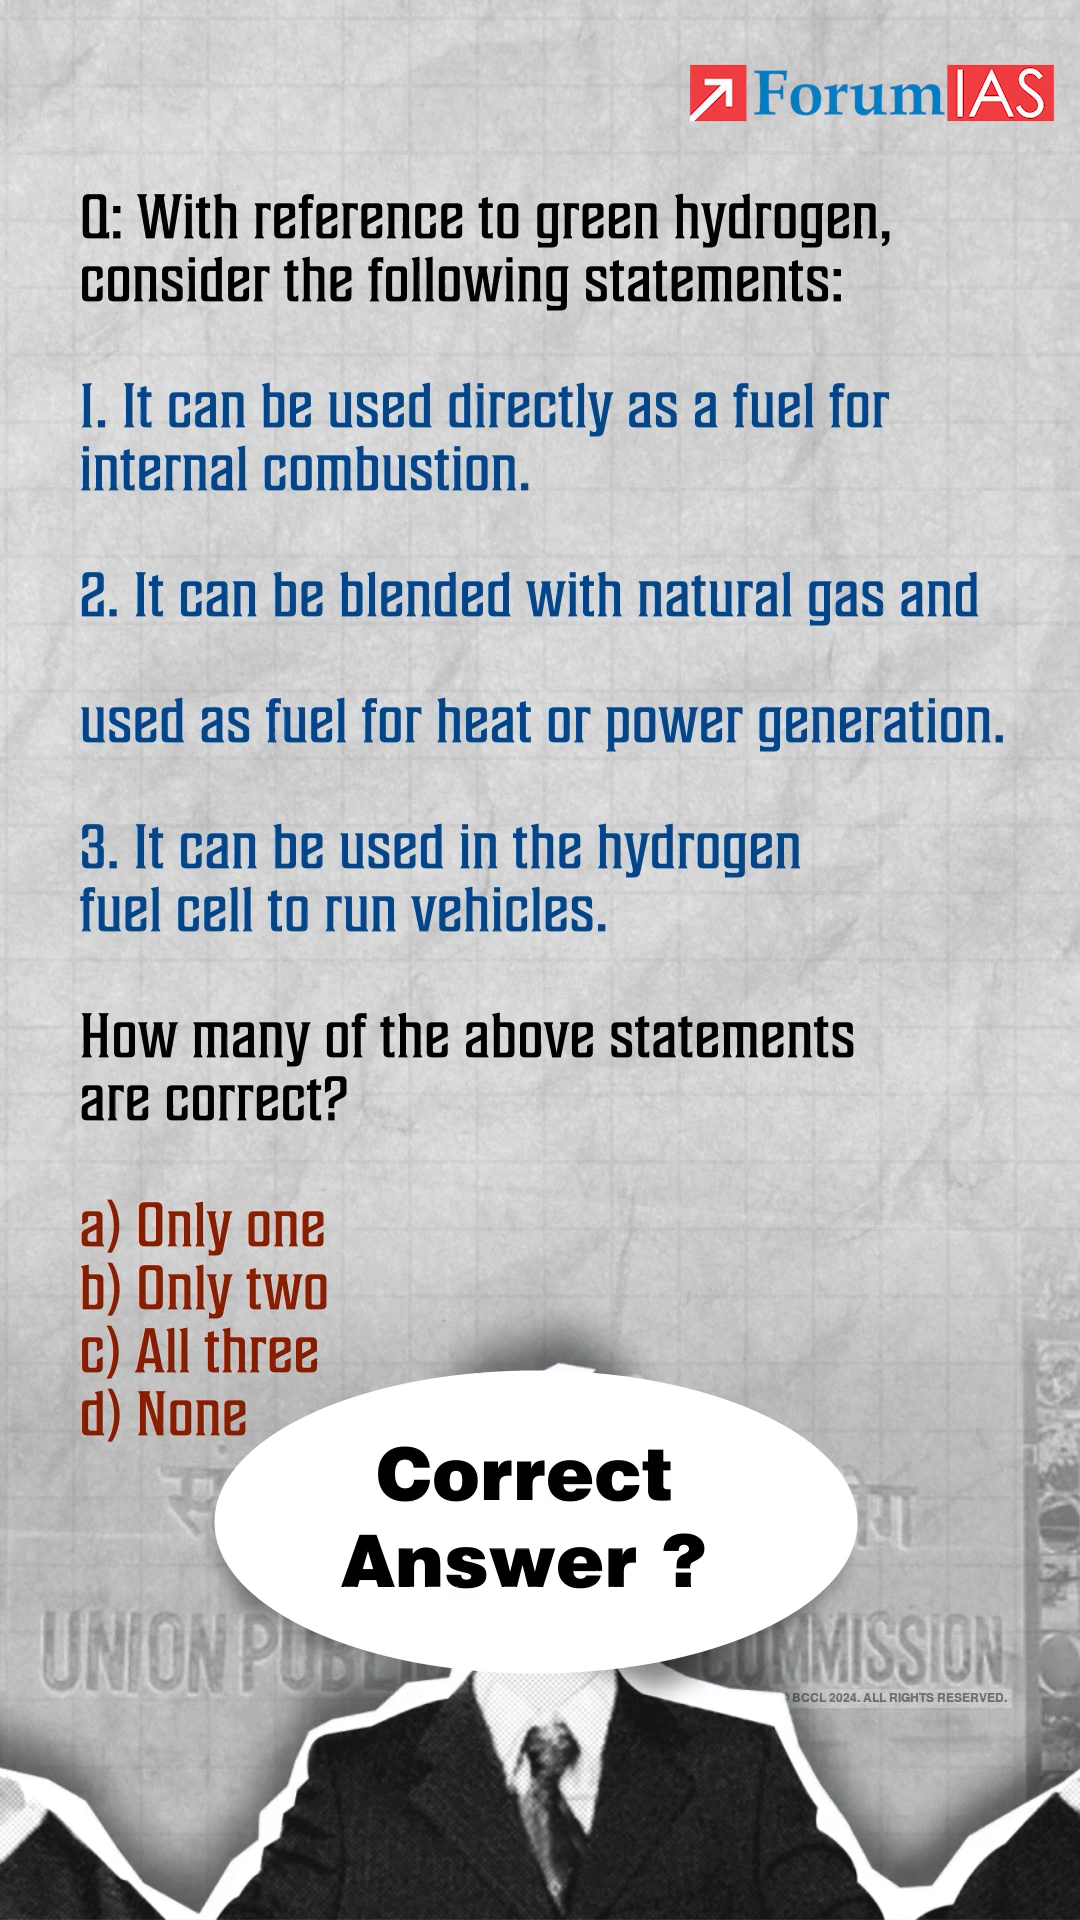 ForumIAS
Q: With reference to green hydrogen,
consider the following statements:
1. It can be used directly as a fuel for
internal combustion.
2. It can be blended with natural gas and
used as fuel for heat or power generation.
3. It can be used in the hydrogen
fuel cell to run vehicles.
How many of the above statements
are correct?
a) Only one
b) Only two
c) All three
d) None
Correct
Answer ?
UNION
BCCL 2024. ALL RIGHTS RESERVED.